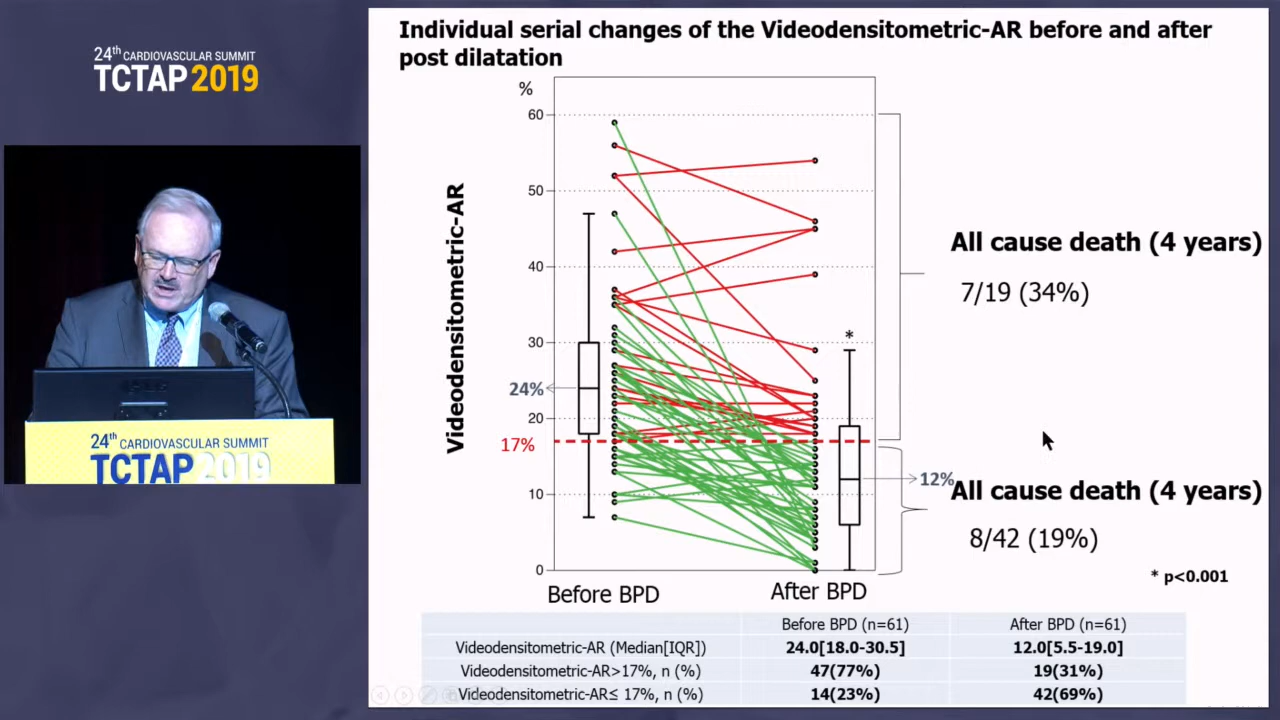 24th CARDIOVASCULAR SUMMIT
TCTAP 2019
24th CARDIOVASCULAR SUMMIT
TCTAP 2019
Individual serial changes of the Videodensitometric-AR before and after
post dilatation
%
60
50
40
30
20
10
0
Videodensitometric-AR
24%
17%
*
12%
Before BPD
After BPD
All cause death (4 years)
7/19 (34%)
All cause death (4 years)
8/42 (19%)
* p<0.001
Before BPD (n=61) After BPD (n=61)
Videodensitometric-AR (Median[IQR]) 24.0[18.0-30.5] 12.0[5.5-19.0]
Videodensitometric-AR>17%, n (%) 47(77%) 19(31%)
Videodensitometric-AR≤ 17%, n (%) 14(23%) 42(69%)